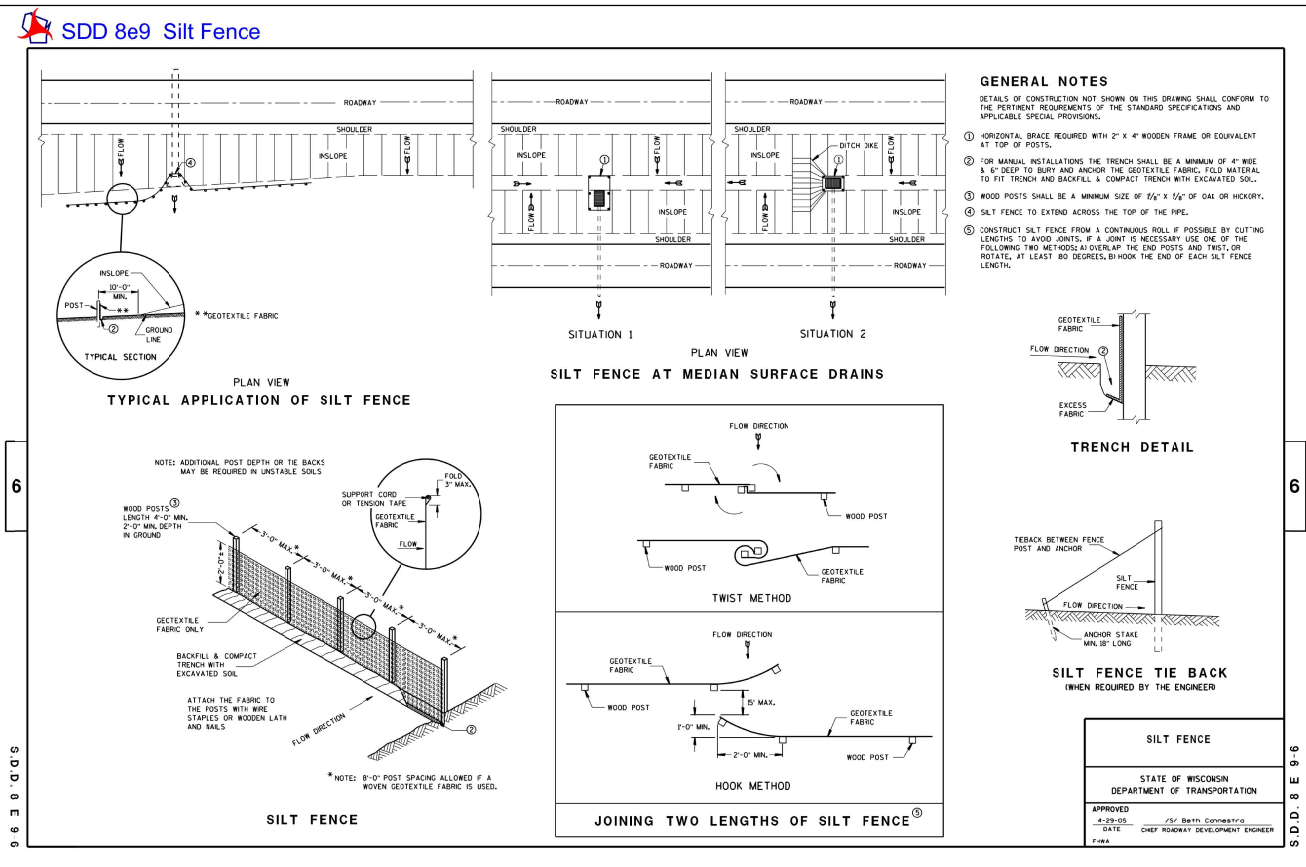 SDD 8e9 Silt Fence
ROADWAY
SHOULDER
FLOW
FLOW
INSLOPE
④
INSLOPE
10'-0"
MIN.
POST
**
②
GROUND
LINE
TYPICAL SECTION
**GEOTEXTILE FABRIC
PLAN VIEW
TYPICAL APPLICATION OF SILT FENCE
ROADWAY
SHOULDER
INSLOPE
①
FLOW
INSLOPE
SHOULDER
ROADWAY
SITUATION 1
ROADWAY
SHOULDER
FLOW
DITCH DIKE
INSLOPE
①
FLOW
INSLOPE
SHOULDER
ROADWAY
SITUATION 2
PLAN VIEW
SILT FENCE AT MEDIAN SURFACE DRAINS
GENERAL NOTES
DETAILS OF CONSTRUCTION NOT SHOWN ON THIS DRAWING SHALL CONFORM TO
THE PERTINENT REQUIREMENTS OF THE STANDARD SPECIFICATIONS AND
APPLICABLE SPECIAL PROVISIONS.
① HORIZONTAL BRACE REQUIRED WITH 2" X 4" WOODEN FRAME OR EQUIVALENT
AT TOP OF POSTS.
② FOR MANUAL INSTALLATIONS THE TRENCH SHALL BE A MINIMUM OF 4" WIDE
& 6" DEEP TO BURY AND ANCHOR THE GEOTEXTILE FABRIC. FOLD MATERIAL
TO FIT TRENCH AND BACKFILL & COMPACT TRENCH WITH EXCAVATED SOIL.
③ WOOD POSTS SHALL BE A MINIMUM SIZE OF X OF OAK OR HICKORY.
④ SILT FENCE TO EXTEND ACROSS THE TOP OF THE PIPE.
⑤ CONSTRUCT SILT FENCE FROM A CONTINUOUS ROLL IF POSSIBLE BY CUTTING
LENGTHS TO AVOID JOINTS. IF A JOINT IS NECESSARY USE ONE OF THE
FOLLOWING TWO METHODS; A) OVERLAP THE END POSTS AND TWIST, OR
ROTATE, AT LEAST 180 DEGREES, B) HOOK THE END OF EACH SILT FENCE
LENGTH.
GEOTEXTILE
FABRIC
FLOW DIRECTION ②
EXCESS
FABRIC
TRENCH DETAIL
TIEBACK BETWEEN FENCE
POST AND ANCHOR
SILT
FENCE
FLOW DIRECTION
ANCHOR STAKE
MIN. 18" LONG
SILT FENCE TIE BACK
(WHEN REQUIRED BY THE ENGINEER)
NOTE: ADDITIONAL POST DEPTH OR TIE BACKS
MAY BE REQUIRED IN UNSTABLE SOILS
WOOD POSTS ③
LENGTH 4'-0" MIN.
2'-0" MIN. DEPTH
IN GROUND
SUPPORT CORD
OR TENSION TAPE
FOLD
3" MAX.
GEOTEXTILE
FABRIC
FLOW
3'-0" MAX.*
3'-0" MAX.*
3'-0" MAX.*
3'-0" MAX.*
2'-0"±
GEOTEXTILE
FABRIC ONLY
BACKFILL & COMPACT
TRENCH WITH
EXCAVATED SOIL
ATTACH THE FABRIC TO
THE POSTS WITH WIRE
STAPLES OR WOODEN LATH
AND NAILS
FLOW DIRECTION
②
*NOTE: 8'-0" POST SPACING ALLOWED IF A
WOVEN GEOTEXTILE FABRIC IS USED.
SILT FENCE
FLOW DIRECTION
GEOTEXTILE
FABRIC
WOOD POST
WOOD POST
GEOTEXTILE
FABRIC
TWIST METHOD
FLOW DIRECTION
GEOTEXTILE
FABRIC
WOOD POST
15' MAX.
1'-0" MIN.
2'-0" MIN.
GEOTEXTILE
FABRIC
WOOD POST
HOOK METHOD
JOINING TWO LENGTHS OF SILT FENCE⑤
SILT FENCE
STATE OF WISCONSIN
DEPARTMENT OF TRANSPORTATION
APPROVED
4-29-05 /S/ Beth Cannestra
DATE CHIEF ROADWAY DEVELOPMENT ENGINEER
FHWA
6
6
S.D.D. 8 E 9-6
S.D.D. 8 E 9-6